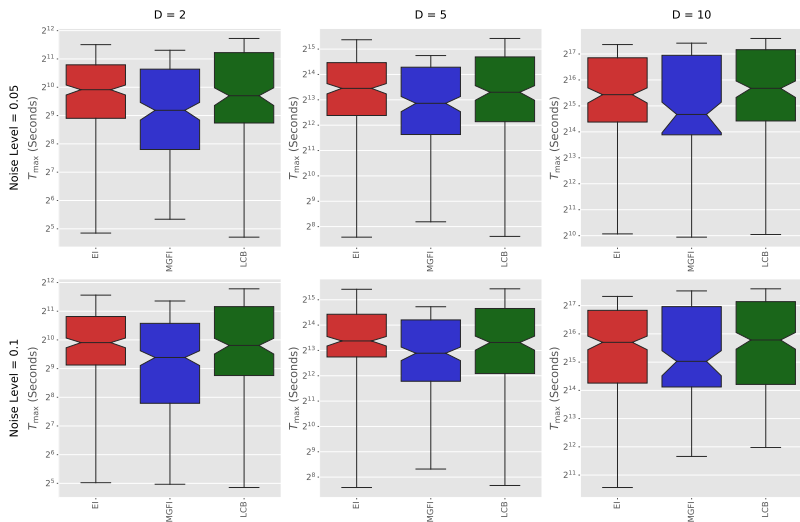 D = 2
D = 5
D = 10
Noise Level = 0.05
T_max (Seconds)
2^12
2^11
2^10
2^9
2^8
2^7
2^6
2^5
EI
MGFI
LCB
T_max (Seconds)
2^15
2^14
2^13
2^12
2^11
2^10
2^9
2^8
EI
MGFI
LCB
T_max (Seconds)
2^17
2^16
2^15
2^14
2^13
2^12
2^11
2^10
EI
MGFI
LCB
Noise Level = 0.1
T_max (Seconds)
2^12
2^11
2^10
2^9
2^8
2^7
2^6
2^5
EI
MGFI
LCB
T_max (Seconds)
2^15
2^14
2^13
2^12
2^11
2^10
2^9
2^8
EI
MGFI
LCB
T_max (Seconds)
2^17
2^16
2^15
2^14
2^13
2^12
2^11
EI
MGFI
LCB